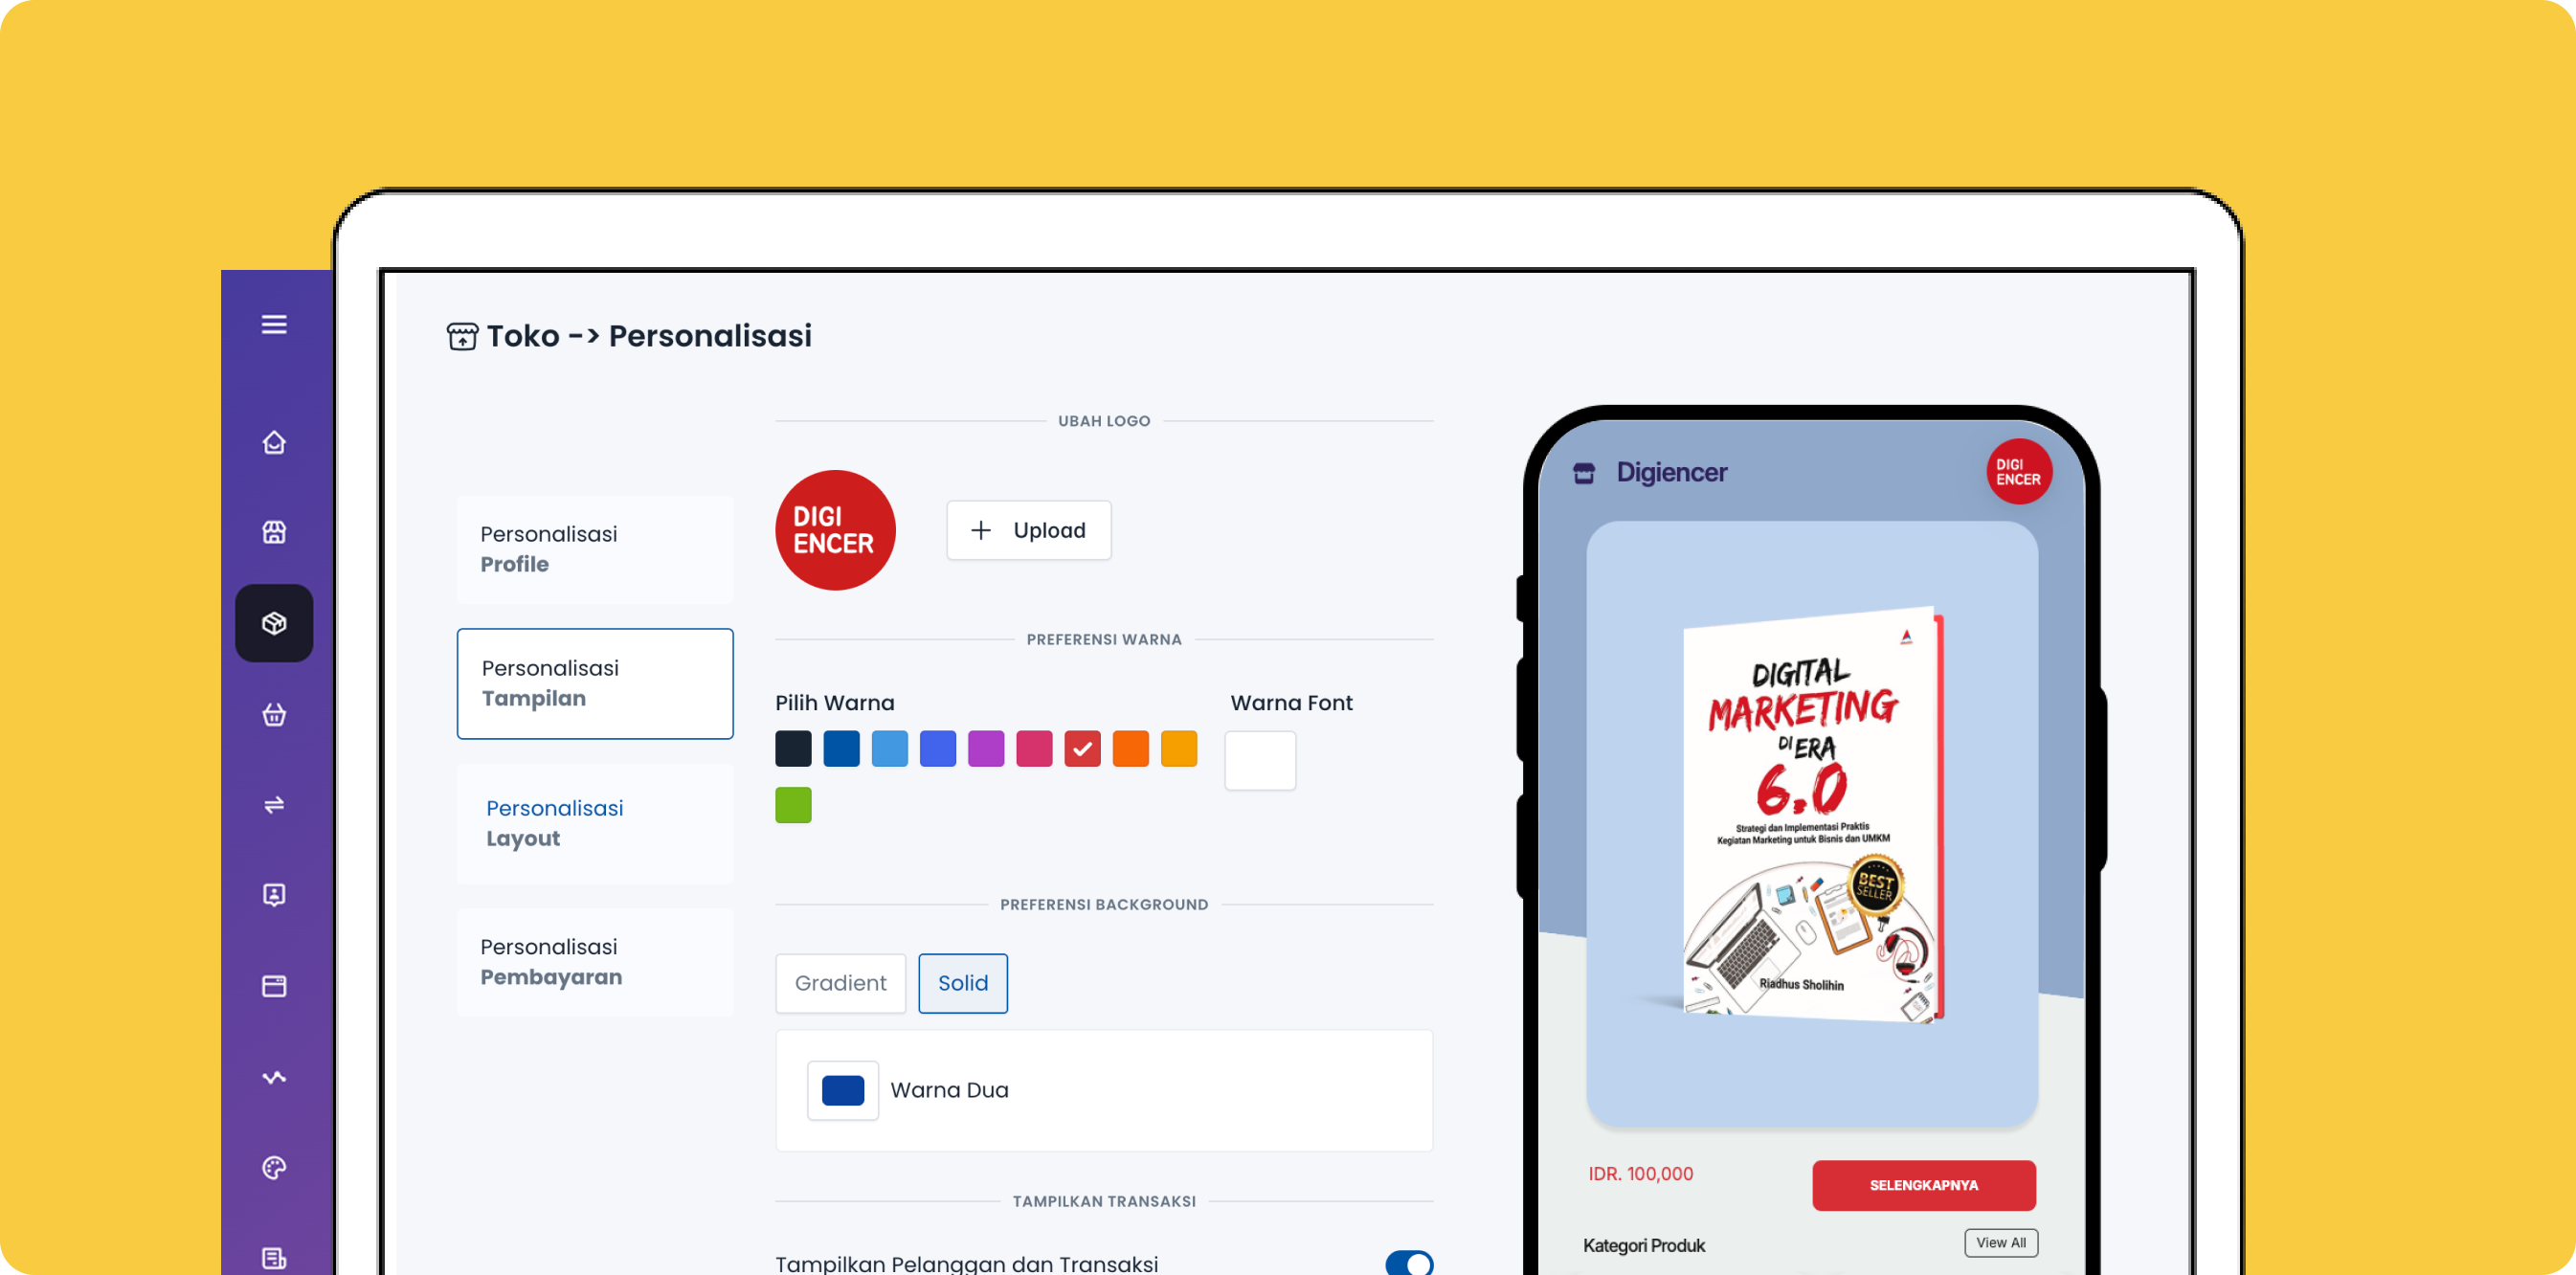 Toko -> Personalisasi
Personalisasi
Profile
Personalisasi
Tampilan
Personalisasi
Layout
Personalisasi
Pembayaran
UBAH LOGO
DIGI
ENCER
Upload
PREFERENSI WARNA
Pilih Warna
Warna Font
PREFERENSI BACKGROUND
Gradient
Solid
Warna Dua
TAMPILKAN TRANSAKSI
Tampilkan Pelanggan dan Transaksi
Digiencer
DIGI
ENCER
DIGITAL
MARKETING
DI ERA
6.0
Strategi dan Implementasi Praktis
Kegiatan Marketing untuk Bisnis dan UMKM
BEST
SELLER
Riadhus Sholihin
IDR. 100,000
SELENGKAPNYA
Kategori Produk
View All